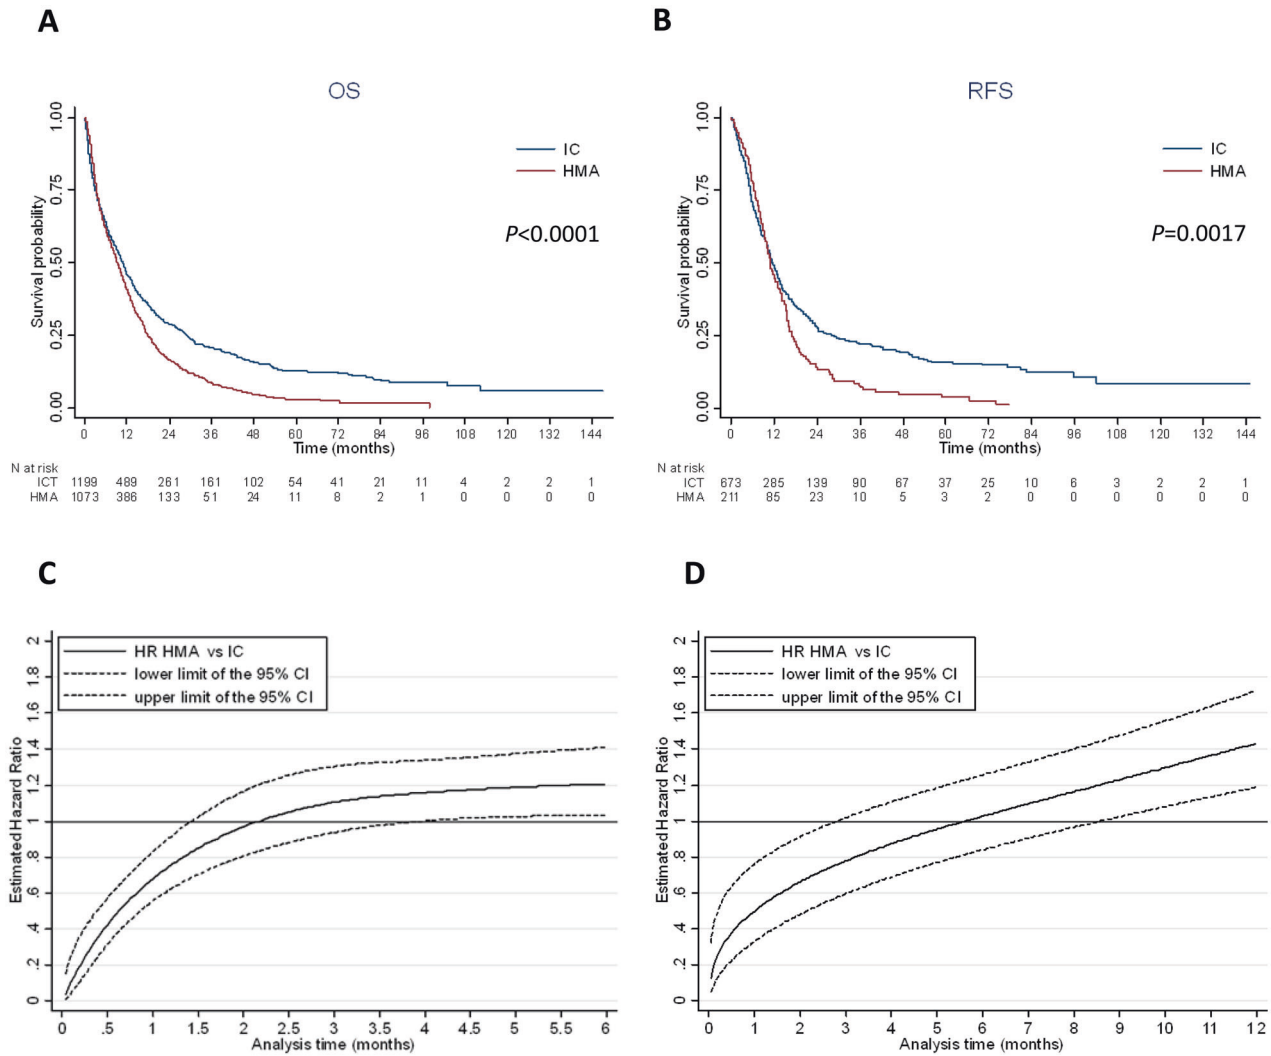 A
OS
1.00
0.75
0.50
0.25
0.00
Survival probability
IC
HMA
P<0.0001
0 12 24 36 48 60 72 84 96 108 120 132 144
Time (months)
N at risk
ICT 1199 489 261 161 102 54 41 21 11 4 2 2 1
HMA 1073 386 133 51 24 11 8 2 1 0 0 0 0
B
RFS
1.00
0.75
0.50
0.25
0.00
Survival probability
IC
HMA
P=0.0017
0 12 24 36 48 60 72 84 96 108 120 132 144
Time (months)
N at risk
ICT 673 285 139 90 67 37 25 10 6 3 2 2 1
HMA 211 85 23 10 5 3 2 0 0 0 0 0 0
C
2
1.8
1.6
1.4
1.2
1
.8
.6
.4
.2
0
Estimated Hazard Ratio
HR HMA vs IC
lower limit of the 95% CI
upper limit of the 95% CI
0 .5 1 1.5 2 2.5 3 3.5 4 4.5 5 5.5 6
Analysis time (months)
D
2
1.8
1.6
1.4
1.2
1
.8
.6
.4
.2
0
Estimated Hazard Ratio
HR HMA vs IC
lower limit of the 95% CI
upper limit of the 95% CI
0 1 2 3 4 5 6 7 8 9 10 11 12
Analysis time (months)